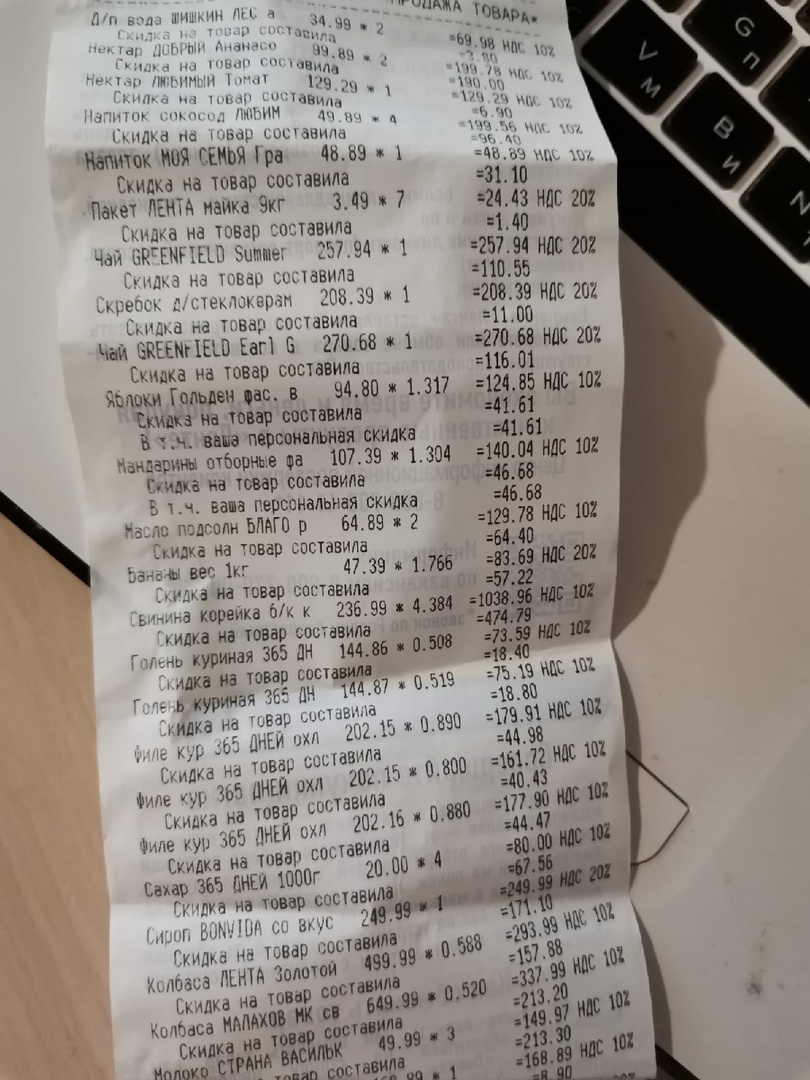 ПРОДАЖА ТОВАРА*
Д/п вода ШИШКИН ЛЕС а 34.99 * 2 =69.98 НДС 10%
Скидка на товар составила =3.80
Нектар ДОБРЫЙ Ананасо 99.89 * 2 =199.78 НДС 10%
Скидка на товар составила =190.00
Нектар ЛЮБИМЫЙ Томат 129.29 * 1 =129.29 НДС 10%
Скидка на товар составила =6.90
Напиток сокосод ЛЮБИМ 49.89 * 4 =199.56 НДС 10%
Скидка на товар составила =96.40
Напиток МОЯ СЕМЬЯ Гра 48.89 * 1 =48.89 НДС 10%
Скидка на товар составила =31.10
Пакет ЛЕНТА майка 9кг 3.49 * 7 =24.43 НДС 20%
Скидка на товар составила =1.40
Чай GREENFIELD Summer 257.94 * 1 =257.94 НДС 20%
Скидка на товар составила =110.55
Скребок д/стеклокерам 208.39 * 1 =208.39 НДС 20%
Скидка на товар составила =11.00
Чай GREENFIELD Earl G 270.68 * 1 =270.68 НДС 20%
Скидка на товар составила =116.01
Яблоки Гольден фас. в 94.80 * 1.317 =124.85 НДС 10%
Скидка на товар составила =41.61
В т.ч. ваша персональная скидка =41.61
Мандарины отборные фа 107.39 * 1.304 =140.04 НДС 10%
Скидка на товар составила =46.68
В т.ч. ваша персональная скидка =46.68
Масло подсолн БЛАГО р 64.89 * 2 =129.78 НДС 10%
Скидка на товар составила =64.40
Бананы вес 1кг 47.39 * 1.766 =83.69 НДС 20%
Скидка на товар составила =57.22
Свинина корейка б/к к 236.99 * 4.384 =1038.96 НДС 10%
Скидка на товар составила =474.79
Голень куриная 365 ДН 144.86 * 0.508 =73.59 НДС 10%
Скидка на товар составила =18.40
Голень куриная 365 ДН 144.87 * 0.519 =75.19 НДС 10%
Скидка на товар составила =18.80
Филе кур 365 ДНЕЙ охл 202.15 * 0.890 =179.91 НДС 10%
Скидка на товар составила =44.98
Филе кур 365 ДНЕЙ охл 202.15 * 0.800 =161.72 НДС 10%
Скидка на товар составила =40.43
Филе кур 365 ДНЕЙ охл 202.16 * 0.880 =177.90 НДС 10%
Скидка на товар составила =44.47
Сахар 365 ДНЕЙ 1000г 20.00 * 4 =80.00 НДС 10%
Скидка на товар составила =67.56
Сироп BONVIDA со вкус 249.99 * 1 =249.99 НДС 20%
Скидка на товар составила =171.10
Колбаса ЛЕНТА Золотой 499.99 * 0.588 =293.99 НДС 10%
Скидка на товар составила =157.88
Колбаса МАЛАХОВ МК св 649.99 * 0.520 =337.99 НДС 10%
Скидка на товар составила =213.20
Молоко СТРАНА ВАСИЛЬК 49.99 * 3 =149.97 НДС 10%
товар составила =213.30
* 1 =168.89 НДС 10%
=8.90
V М
G П
B И
N